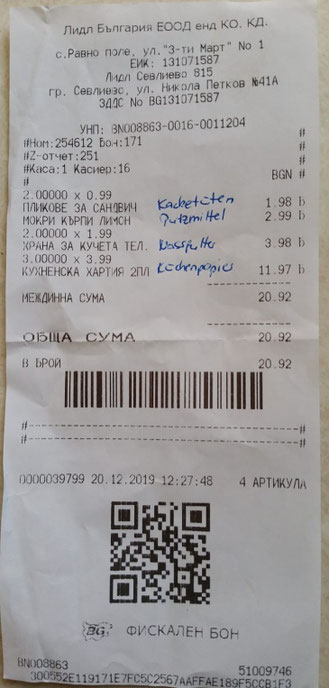 Лидл България ЕООД енд КО. КД.
с.Равно поле, ул."3-ти Март" No 1
ЕИК: 131071587
Лидл Севлиево 815
гр. Севлиево, ул. Никола Петков №41А
ЗДДС No BG131071587
УНП: BN008863-0016-0011204
#Ном:254612 Бон:171 #
#Z-отчет:251 #
#Каса:1 Касиер:16 #
# BGN #
2.00000 x 0.99
ПЛИКОВЕ ЗА САНДВИЧ 1.98 Б
МОКРИ КЪРПИ ЛИМОН Putzmittel 2.99 Б
2.00000 x 1.99
ХРАНА ЗА КУЧЕТА ТЕЛ. Nassfutter 3.98 Б
3.00000 x 3.99
КУХНЕНСКА ХАРТИЯ 2ПЛ Küchenpapier 11.97 Б
МЕЖДИННА СУМА 20.92
ОБЩА СУМА 20.92
В БРОЙ 20.92
#------------------------------#
#------------------------------#
0000039799 20.12.2019 12:27:48 4 АРТИКУЛА
BG ФИСКАЛЕН БОН
BN008863 51009746
300552E119171E7FC5C2567AAFFAE189F5CCB1F3